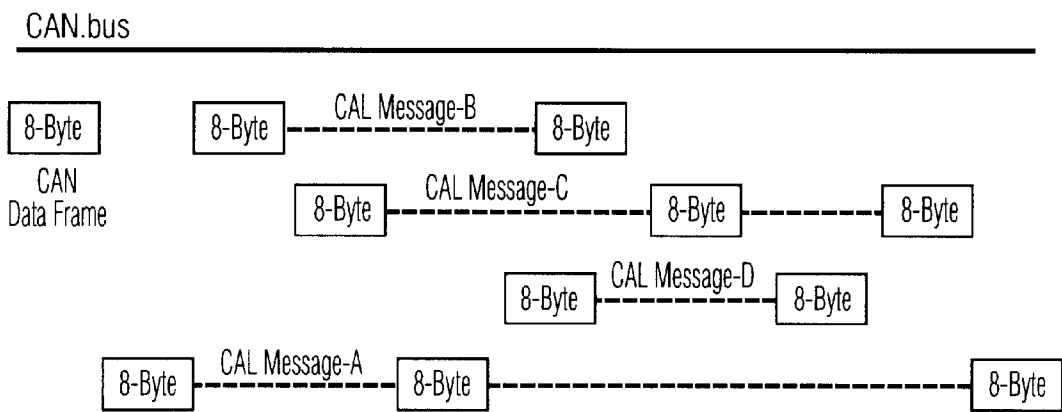 CAN.bus
8-Byte 8-Byte CAL Message-B 8-Byte
CAN
Data Frame
8-Byte CAL Message-C 8-Byte 8-Byte
8-Byte CAL Message-D 8-Byte
8-Byte CAL Message-A 8-Byte 8-Byte